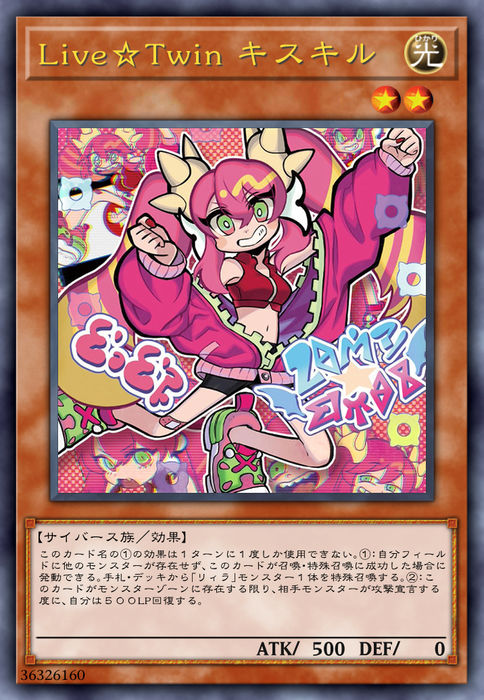 Live☆Twin キスキル
ひかり
光
【サイバース族／効果】
このカード名の①の効果は１ターンに１度しか使用できない。①：自分フィール
ドに他のモンスターが存在せず、このカードが召喚・特殊召喚に成功した場合に
発動できる。手札・デッキから「リィラ」モンスター１体を特殊召喚する。②：こ
のカードがモンスターゾーンに存在する限り、相手モンスターが攻撃宣言する
度に、自分は５００LP回復する。
ATK/ 500 DEF/ 0
36326160